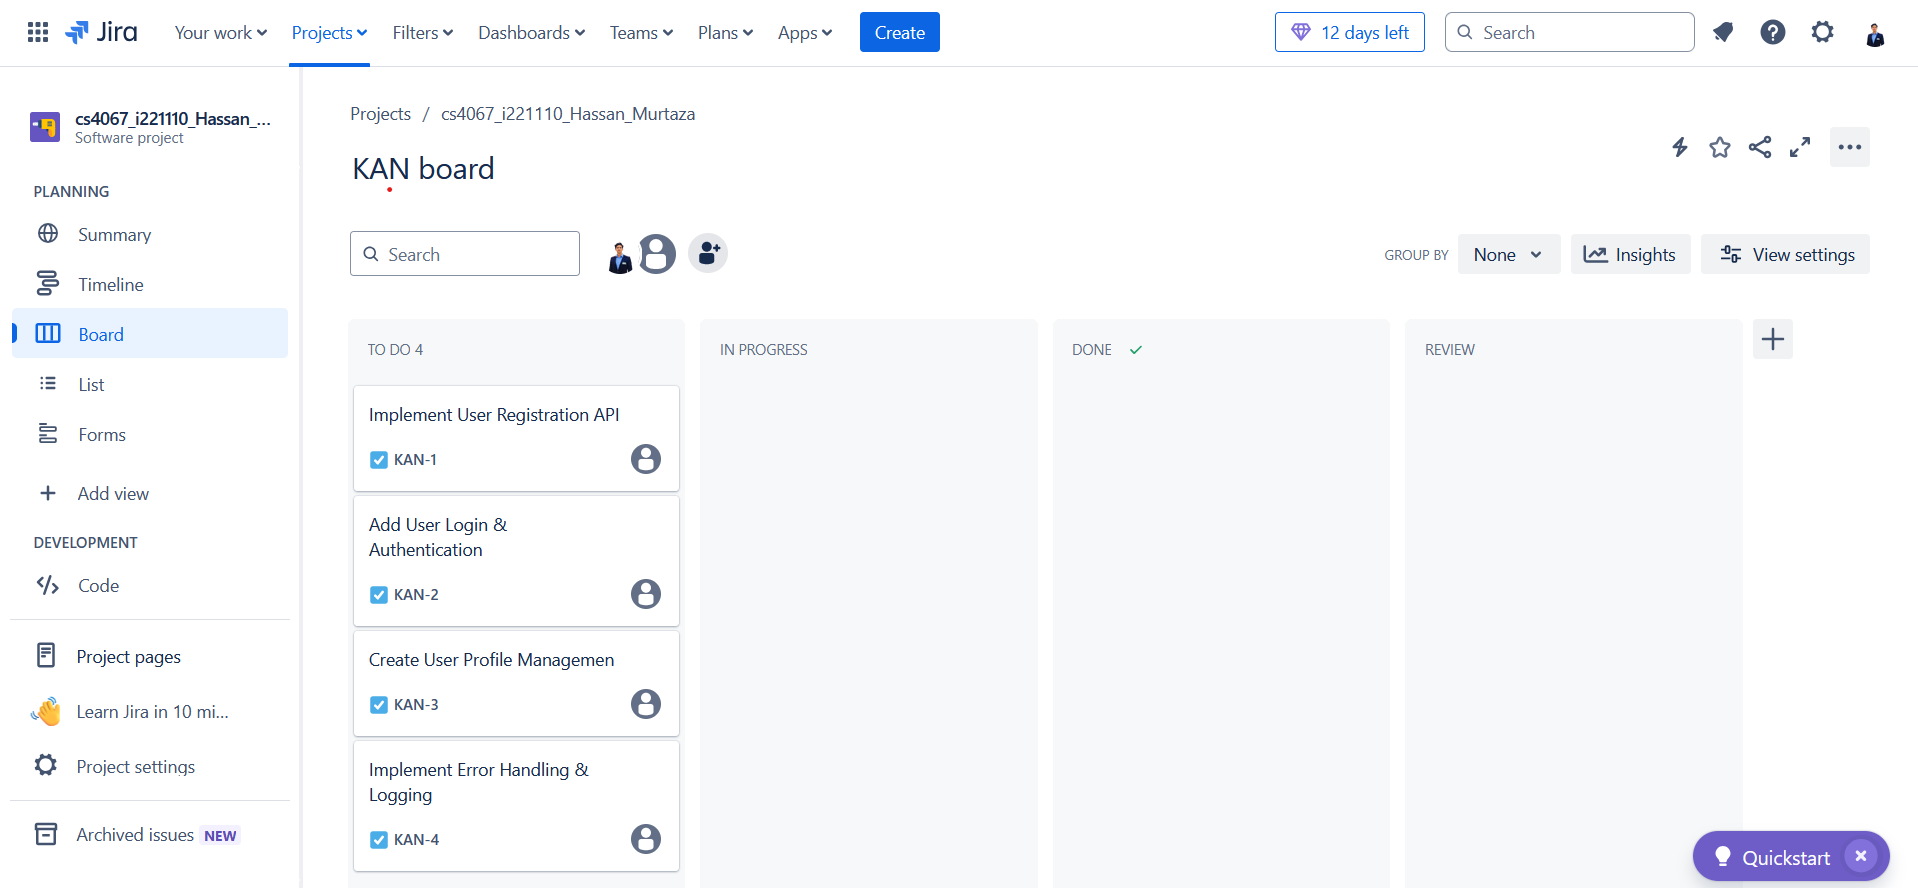 Jira
Your work
Projects
Filters
Dashboards
Teams
Plans
Apps
Create
12 days left
Search
cs4067_i221110_Hassan_...
Software project
PLANNING
Summary
Timeline
Board
List
Forms
Add view
DEVELOPMENT
Code
Project pages
Learn Jira in 10 mi...
Project settings
Archived issues NEW
Projects / cs4067_i221110_Hassan_Murtaza
KAN board
Search
GROUP BY
None
Insights
View settings
TO DO 4
Implement User Registration API
KAN-1
Add User Login &
Authentication
KAN-2
Create User Profile Managemen
KAN-3
Implement Error Handling &
Logging
KAN-4
IN PROGRESS
DONE
REVIEW
Quickstart